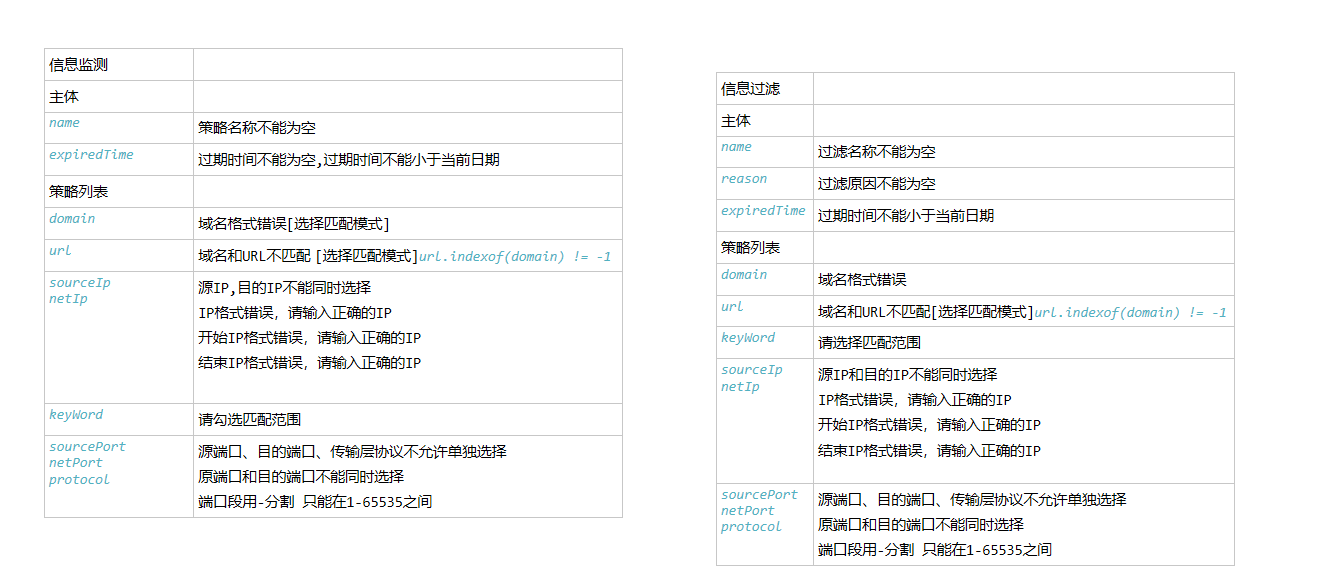 信息监测
主体
name
策略名称不能为空
expiredTime
过期时间不能为空,过期时间不能小于当前日期
策略列表
domain
域名格式错误[选择匹配模式]
url
域名和URL不匹配 [选择匹配模式]url.indexof(domain) != -1
sourceIp
netIp
源IP,目的IP不能同时选择
IP格式错误, 请输入正确的IP
开始IP格式错误, 请输入正确的IP
结束IP格式错误, 请输入正确的IP
keyWord
请勾选匹配范围
sourcePort
netPort
protocol
源端口、目的端口、传输层协议不允许单独选择
原端口和目的端口不能同时选择
端口段用-分割 只能在1-65535之间
信息过滤
主体
name
过滤名称不能为空
reason
过滤原因不能为空
expiredTime
过期时间不能小于当前日期
策略列表
domain
域名格式错误
url
域名和URL不匹配[选择匹配模式]url.indexof(domain) != -1
keyWord
请选择匹配范围
sourceIp
netIp
源IP和目的IP不能同时选择
IP格式错误, 请输入正确的IP
开始IP格式错误, 请输入正确的IP
结束IP格式错误, 请输入正确的IP
sourcePort
netPort
protocol
源端口、目的端口、传输层协议不允许单独选择
原端口和目的端口不能同时选择
端口段用-分割 只能在1-65535之间